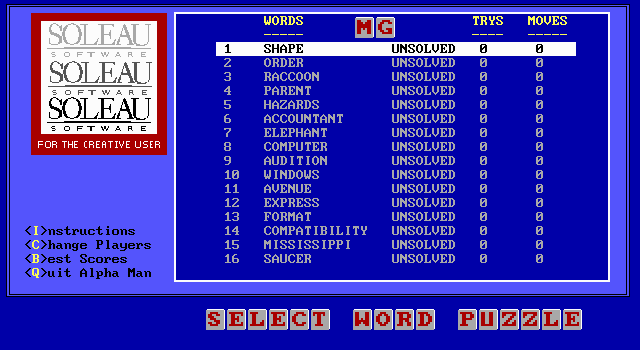 SOLEAU
SOFTWARE
SOLEAU
SOFTWARE
SOLEAU
SOFTWARE
FOR THE CREATIVE USER
<I>nstructions
<C>hange Players
<B>est Scores
<Q>uit Alpha Man
WORDS MG TRYS MOVES
----- ----- -----
1 SHAPE UNSOLVED 0 0
2 ORDER UNSOLVED 0 0
3 RACCOON UNSOLVED 0 0
4 PARENT UNSOLVED 0 0
5 HAZARDS UNSOLVED 0 0
6 ACCOUNTANT UNSOLVED 0 0
7 ELEPHANT UNSOLVED 0 0
8 COMPUTER UNSOLVED 0 0
9 AUDITION UNSOLVED 0 0
10 WINDOWS UNSOLVED 0 0
11 AVENUE UNSOLVED 0 0
12 EXPRESS UNSOLVED 0 0
13 FORMAT UNSOLVED 0 0
14 COMPATIBILITY UNSOLVED 0 0
15 MISSISSIPPI UNSOLVED 0 0
16 SAUCER UNSOLVED 0 0
SELECT WORD PUZZLE